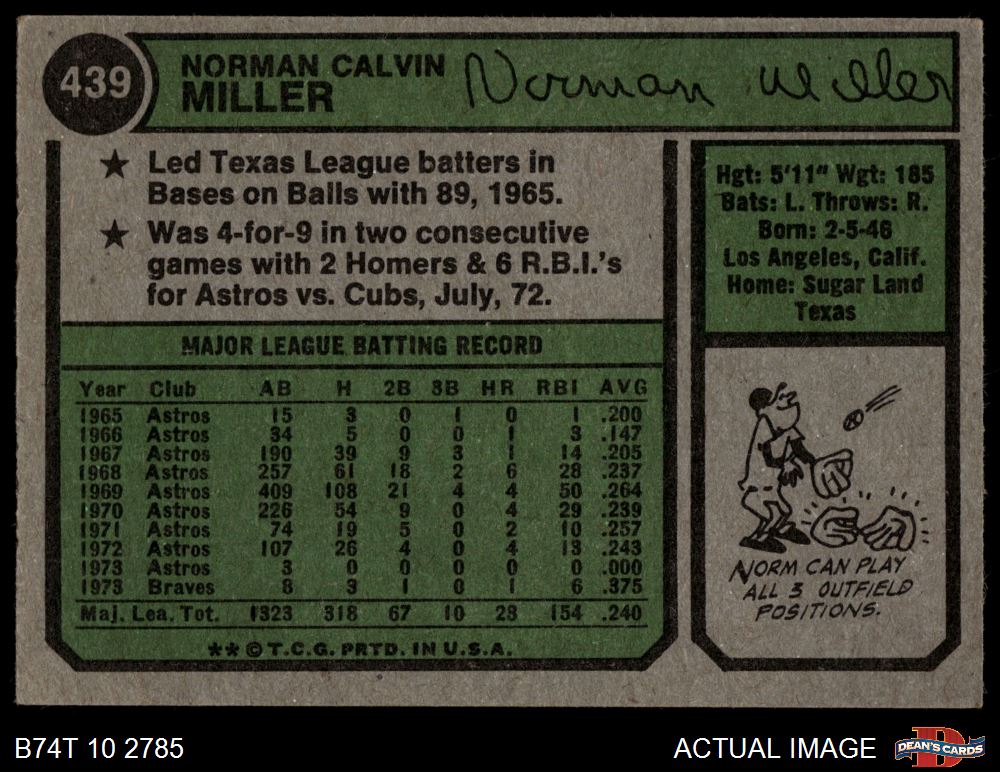 439
NORMAN CALVIN
MILLER
Norman Miller
★ Led Texas League batters in
Bases on Balls with 89, 1965.
★ Was 4-for-9 in two consecutive
games with 2 Homers & 6 R.B.I.'s
for Astros vs. Cubs, July, 72.
Hgt: 5'11" Wgt: 185
Bats: L. Throws: R.
Born: 2-5-46
Los Angeles, Calif.
Home: Sugar Land
Texas
MAJOR LEAGUE BATTING RECORD
Year Club AB H 2B 3B HR RBI AVG
1965 Astros 15 3 0 1 0 1 .200
1966 Astros 34 5 0 0 1 3 .147
1967 Astros 190 39 9 3 1 14 .205
1968 Astros 257 61 18 2 6 28 .237
1969 Astros 409 108 21 4 4 50 .264
1970 Astros 226 54 9 0 4 29 .239
1971 Astros 74 19 5 0 2 10 .257
1972 Astros 107 26 4 0 4 13 .243
1973 Astros 3 0 0 0 0 0 .000
1973 Braves 8 3 1 0 1 6 .375
Maj. Lea. Tot. 1323 318 67 10 23 154 .240
** © T.C.G. PRTD. IN U.S.A.
NORM CAN PLAY
ALL 3 OUTFIELD
POSITIONS.
B74T 10 2785
ACTUAL IMAGE
D
DEAN'S CARDS